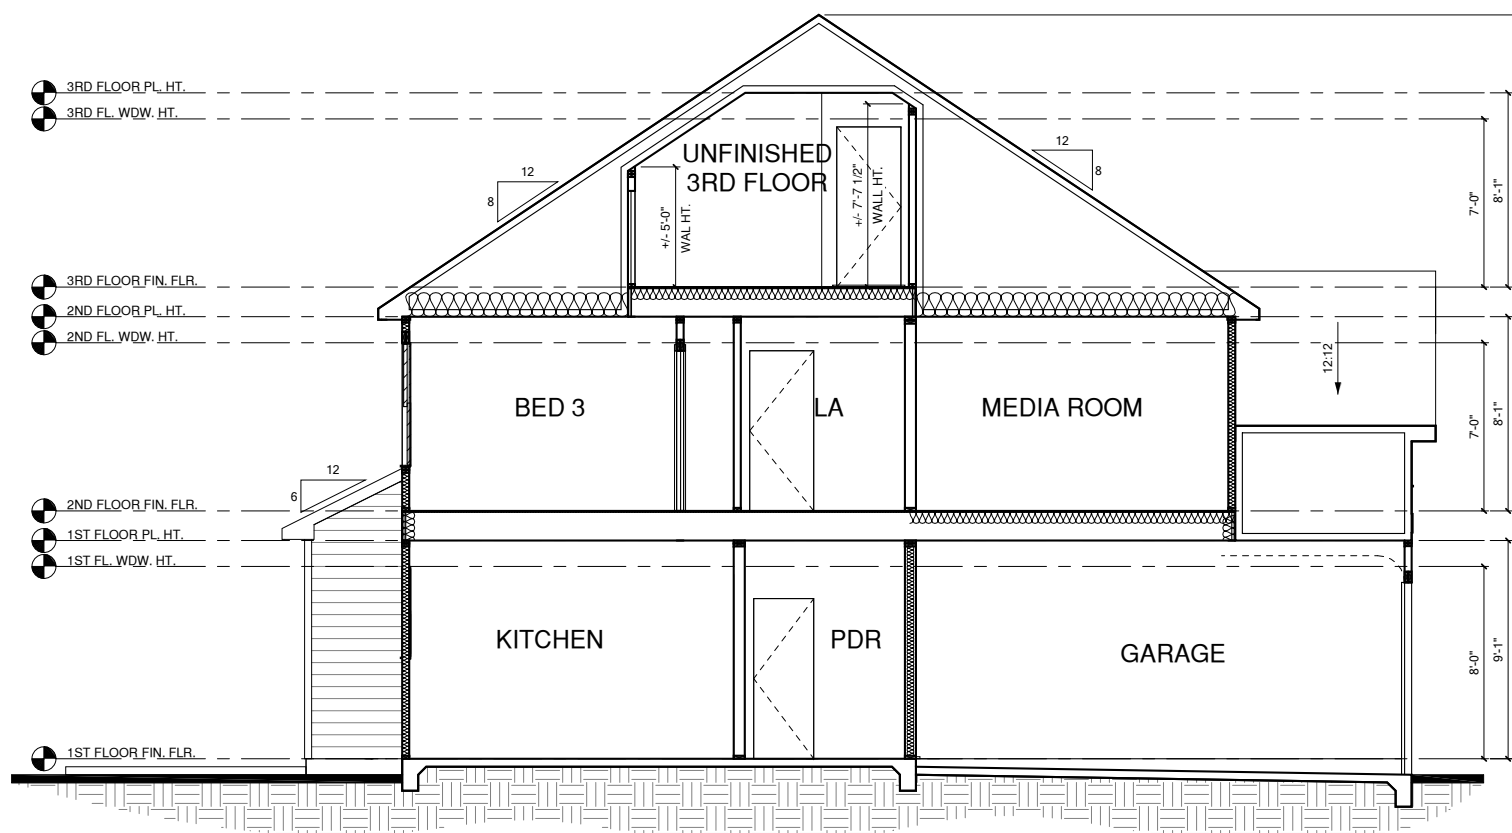 3RD FLOOR PL. HT.
3RD FL. WDW. HT.
12
8
12
8
UNFINISHED
3RD FLOOR
+/- 5'-0"
WAL HT.
+/- 7'-7 1/2"
WALL HT.
7'-0"
8'-1"
3RD FLOOR FIN. FLR.
2ND FLOOR PL. HT.
2ND FL. WDW. HT.
12:12
BED 3
LA
MEDIA ROOM
7'-0"
8'-1"
12
6
2ND FLOOR FIN. FLR.
1ST FLOOR PL. HT.
1ST FL. WDW. HT.
KITCHEN
PDR
GARAGE
8'-0"
9'-1"
1ST FLOOR FIN. FLR.